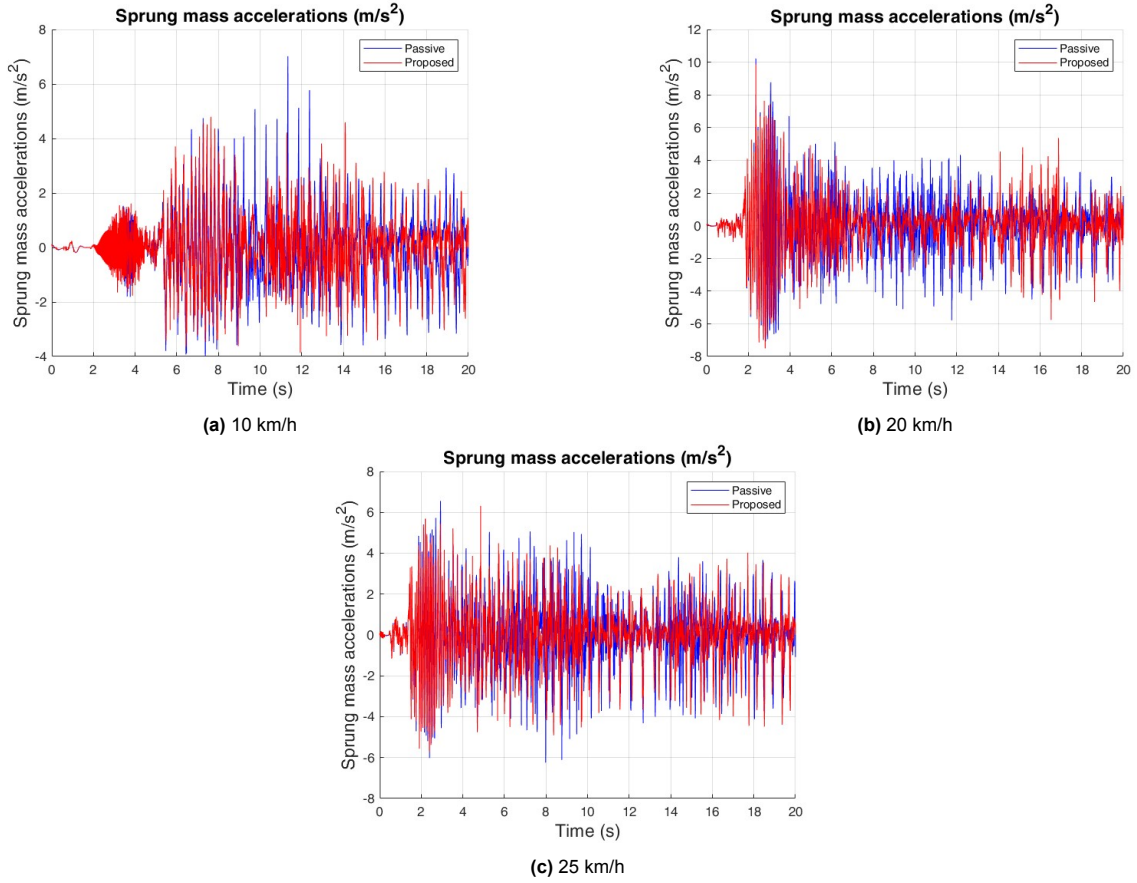 Sprung mass accelerations (m/s²)
Sprung mass accelerations (m/s²)
8
6
4
2
0
-2
-4
Passive
Proposed
0 2 4 6 8 10 12 14 16 18 20
Time (s)
(a) 10 km/h
Sprung mass accelerations (m/s²)
Sprung mass accelerations (m/s²)
12
10
8
6
4
2
0
-2
-4
-6
-8
Passive
Proposed
0 2 4 6 8 10 12 14 16 18 20
Time (s)
(b) 20 km/h
Sprung mass accelerations (m/s²)
Sprung mass accelerations (m/s²)
8
6
4
2
0
-2
-4
-6
-8
Passive
Proposed
0 2 4 6 8 10 12 14 16 18 20
Time (s)
(c) 25 km/h